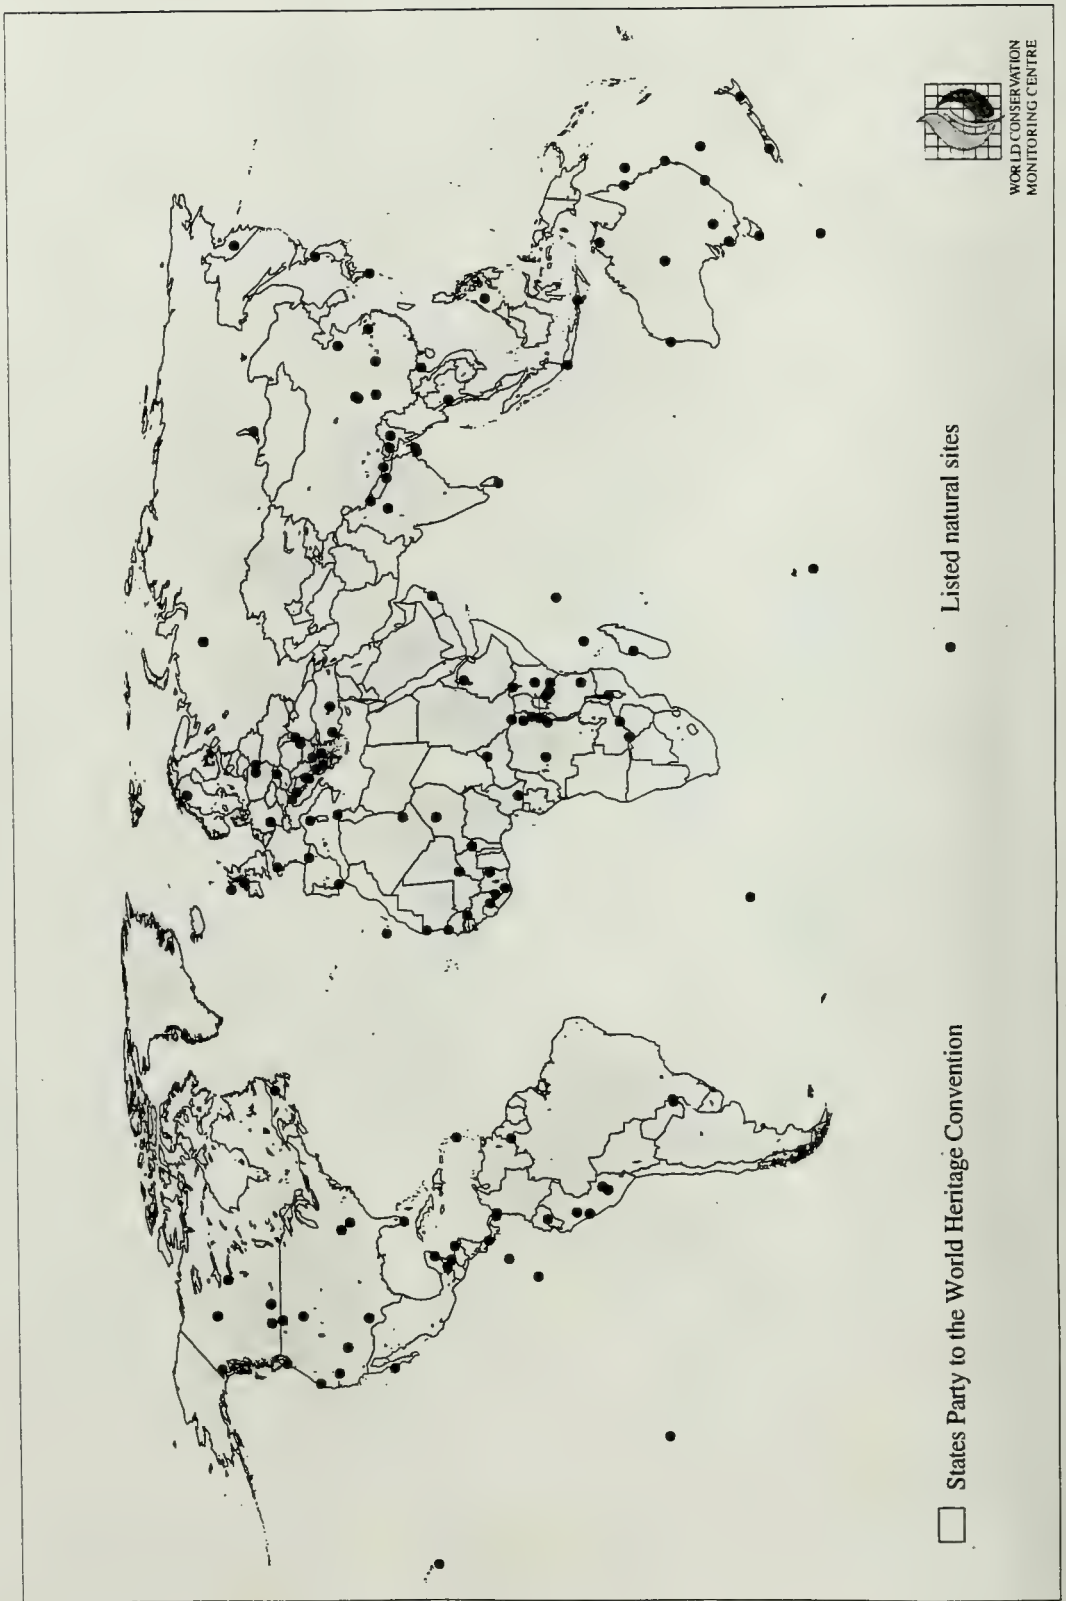 WORLD CONSERVATION
MONITORING CENTRE
States Party to the World Heritage Convention
Listed natural sites